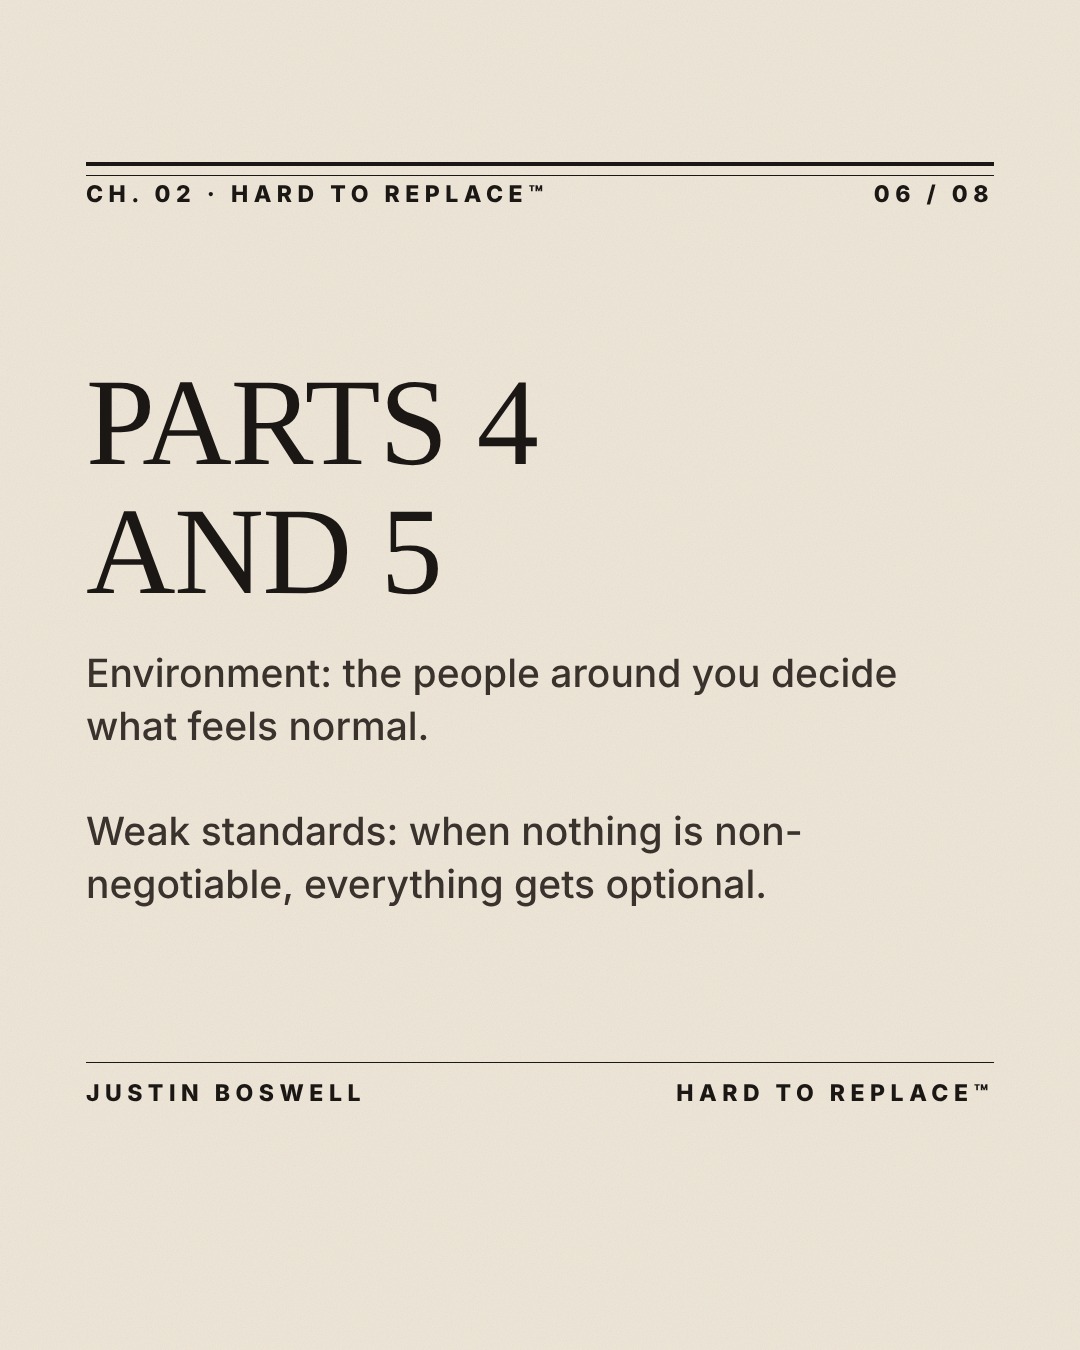 CH. 02 · HARD TO REPLACE™
06 / 08
PARTS 4
AND 5
Environment: the people around you decide
what feels normal.
Weak standards: when nothing is non-
negotiable, everything gets optional.
JUSTIN BOSWELL
HARD TO REPLACE™